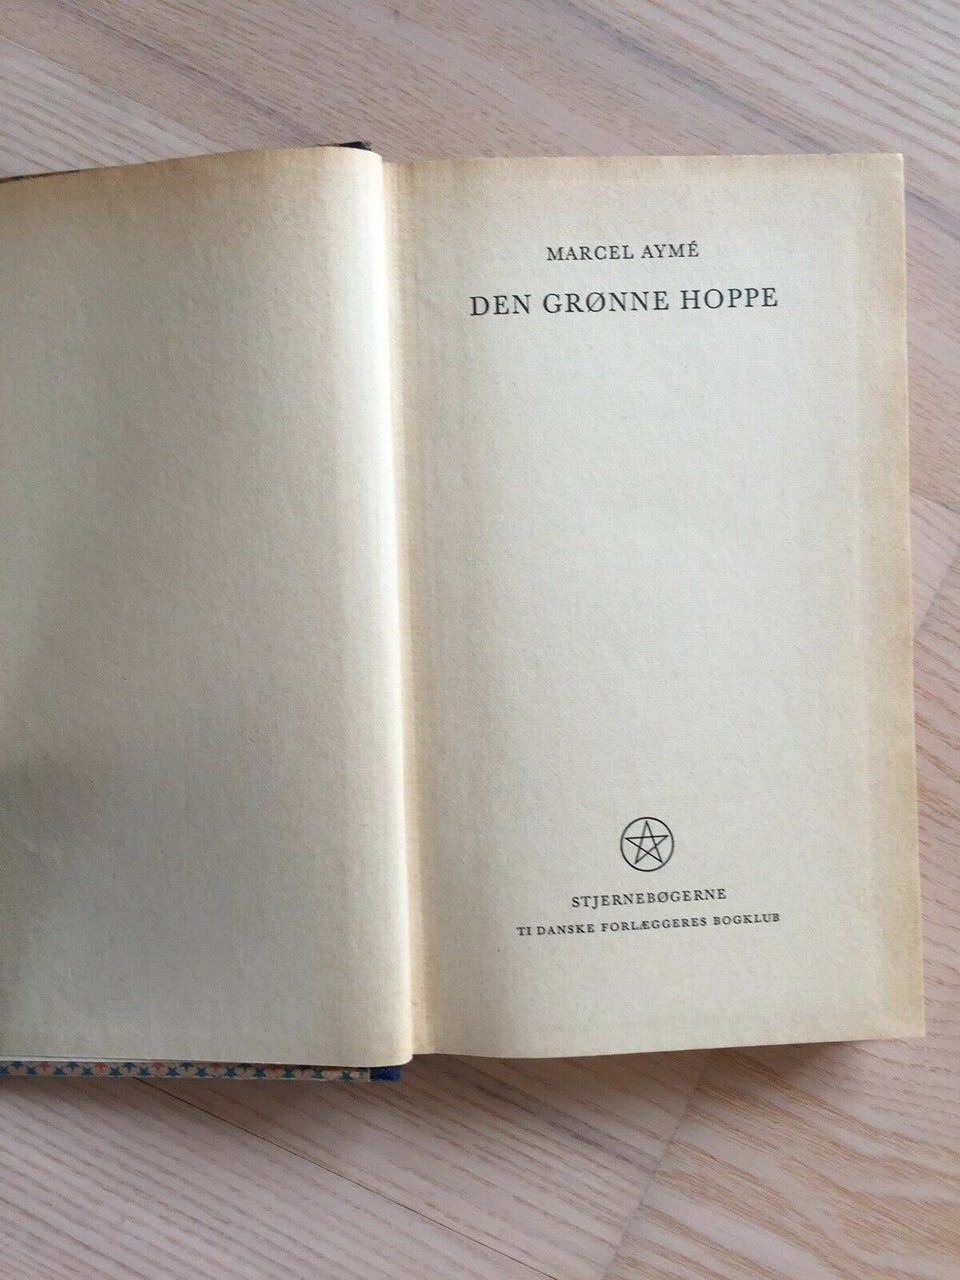 MARCEL AYMÉ
DEN GRØNNE HOPPE
STJERNEBØGERNE
TI DANSKE FORLÆGGERES BOGKLUB